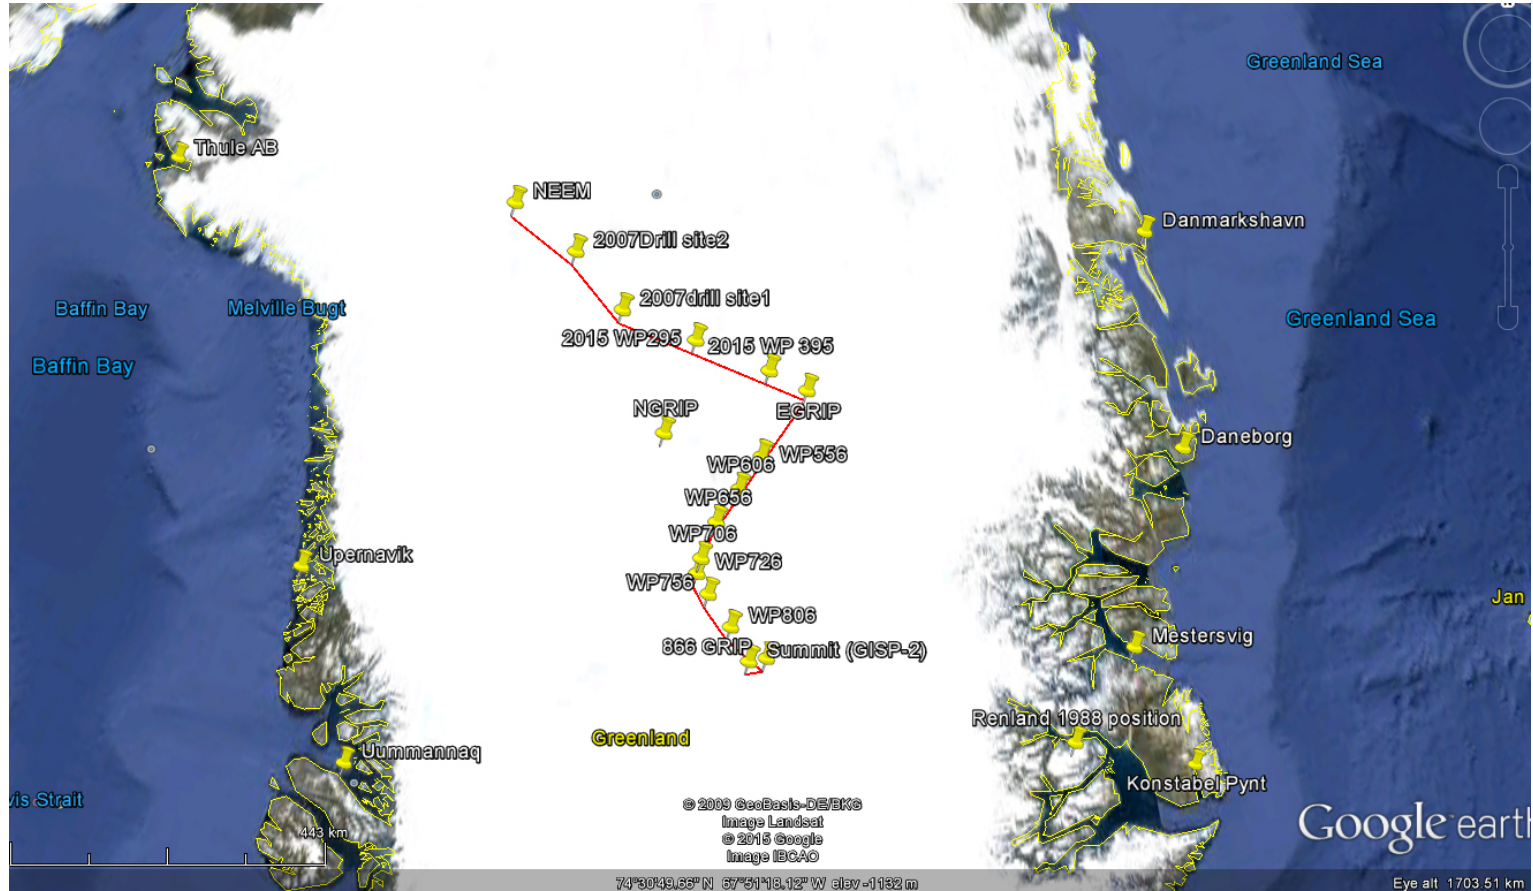 Greenland Sea
Thule AB
NEEM
Danmarkshavn
2007Drill site2
2007drill site1
Baffin Bay
Melville Bugt
Greenland Sea
2015 WP295
2015 WP 395
Baffin Bay
NGRIP
EGRIP
Daneborg
WP556
WP606
WP656
WP706
Upernavik
WP726
WP756
Jan
WP806
Mestersvig
866 GRIP
Summit (GISP-2)
Renland 1988 position
Greenland
Uummannaq
Konstabel Pynt
vis Strait
© 2009 GeoBasis-DE/BKG
Image Landsat
© 2015 Google
Image IBCAO
Google earth
443 km
74°30'49.66" N 67°51'18.12" W elev -1132 m
Eye alt 1703.51 km